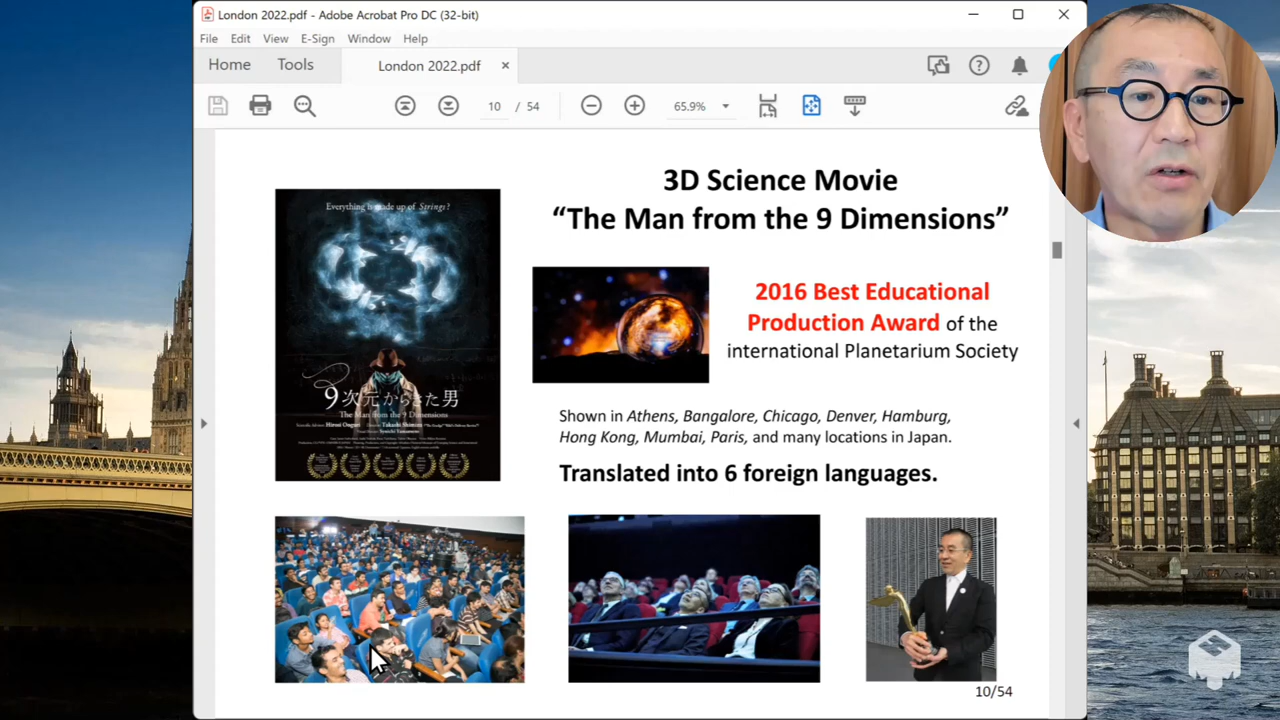 London 2022.pdf - Adobe Acrobat Pro DC (32-bit)
File Edit View E-Sign Window Help
Home Tools London 2022.pdf ×
10 / 54 65.9%
3D Science Movie
“The Man from the 9 Dimensions”
Everything is made up of Strings?
9次元からきた男
The Man from the 9 Dimensions
2016 Best Educational
Production Award of the
international Planetarium Society
Shown in Athens, Bangalore, Chicago, Denver, Hamburg,
Hong Kong, Mumbai, Paris, and many locations in Japan.
Translated into 6 foreign languages.
10/54